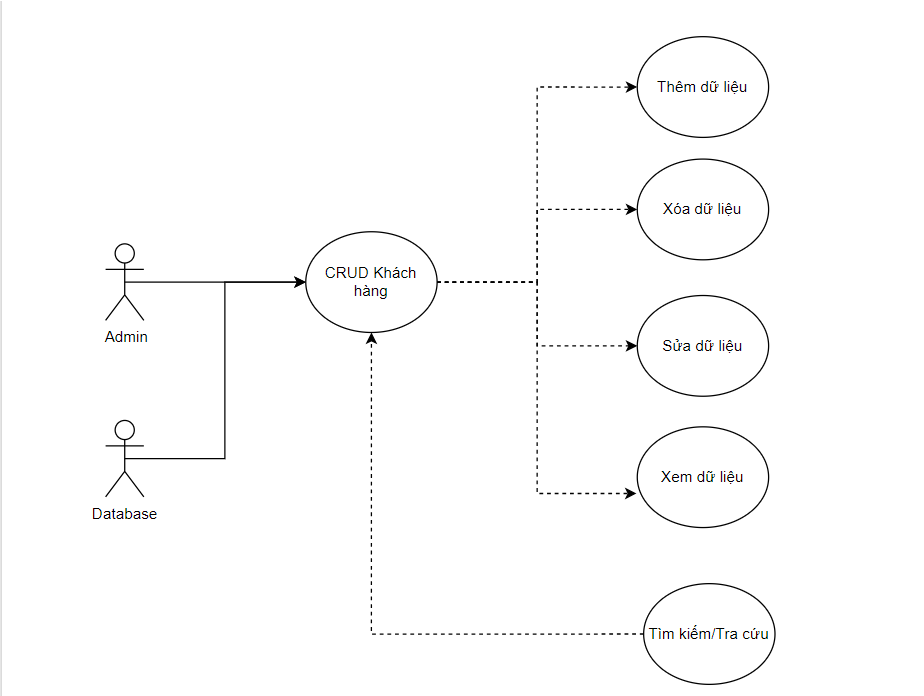 Thêm dữ liệu
Xóa dữ liệu
CRUD Khách
hàng
Admin
Sửa dữ liệu
Xem dữ liệu
Database
Tìm kiếm/Tra cứu